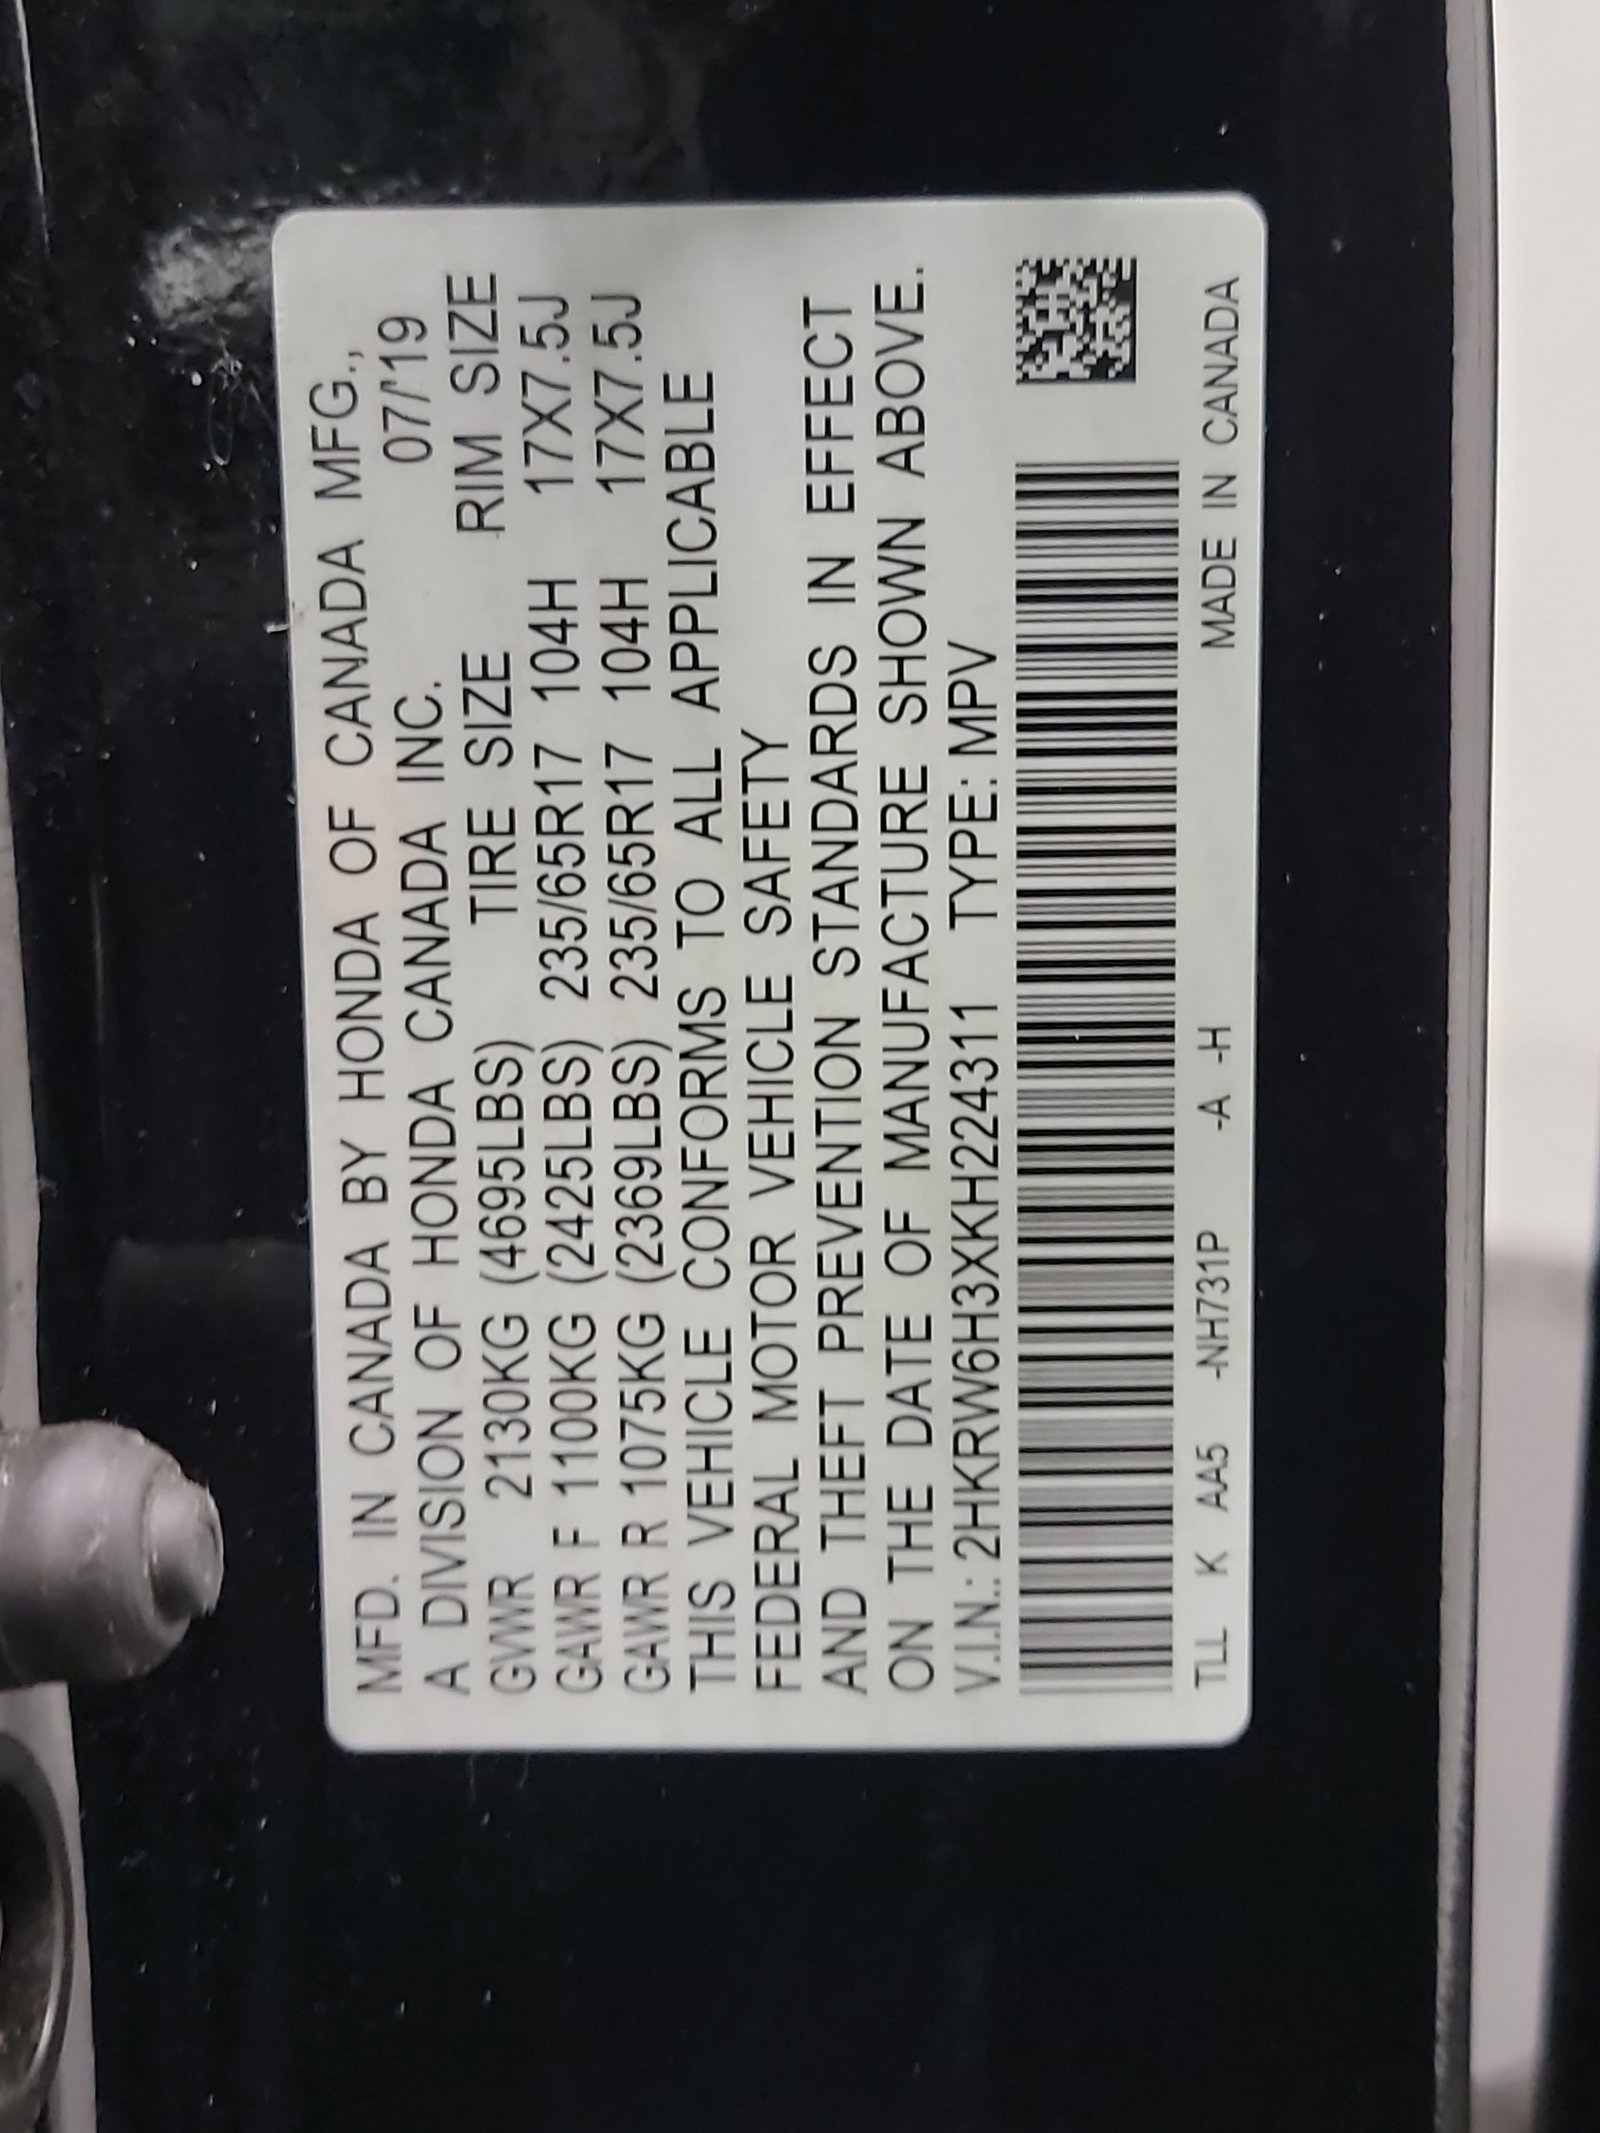 MFD. IN CANADA BY HONDA OF CANADA MFG.,
A DIVISION OF HONDA CANADA INC. 07/'19
GVWR 2130KG (4695LBS) TIRE SIZE RIM SIZE
GAWR F 1100KG (2425LBS) 235/65R17 104H 17X7.5J
GAWR R 1075KG (2369LBS) 235/65R17 104H 17X7.5J
THIS VEHICLE CONFORMS TO ALL APPLICABLE
FEDERAL MOTOR VEHICLE SAFETY
AND THEFT PREVENTION STANDARDS IN EFFECT
ON THE DATE OF MANUFACTURE SHOWN ABOVE.
V.I.N.: 2HKRW6H3XKH224311 TYPE: MPV
TLL K AA5 -NH731P -A -H MADE IN CANADA